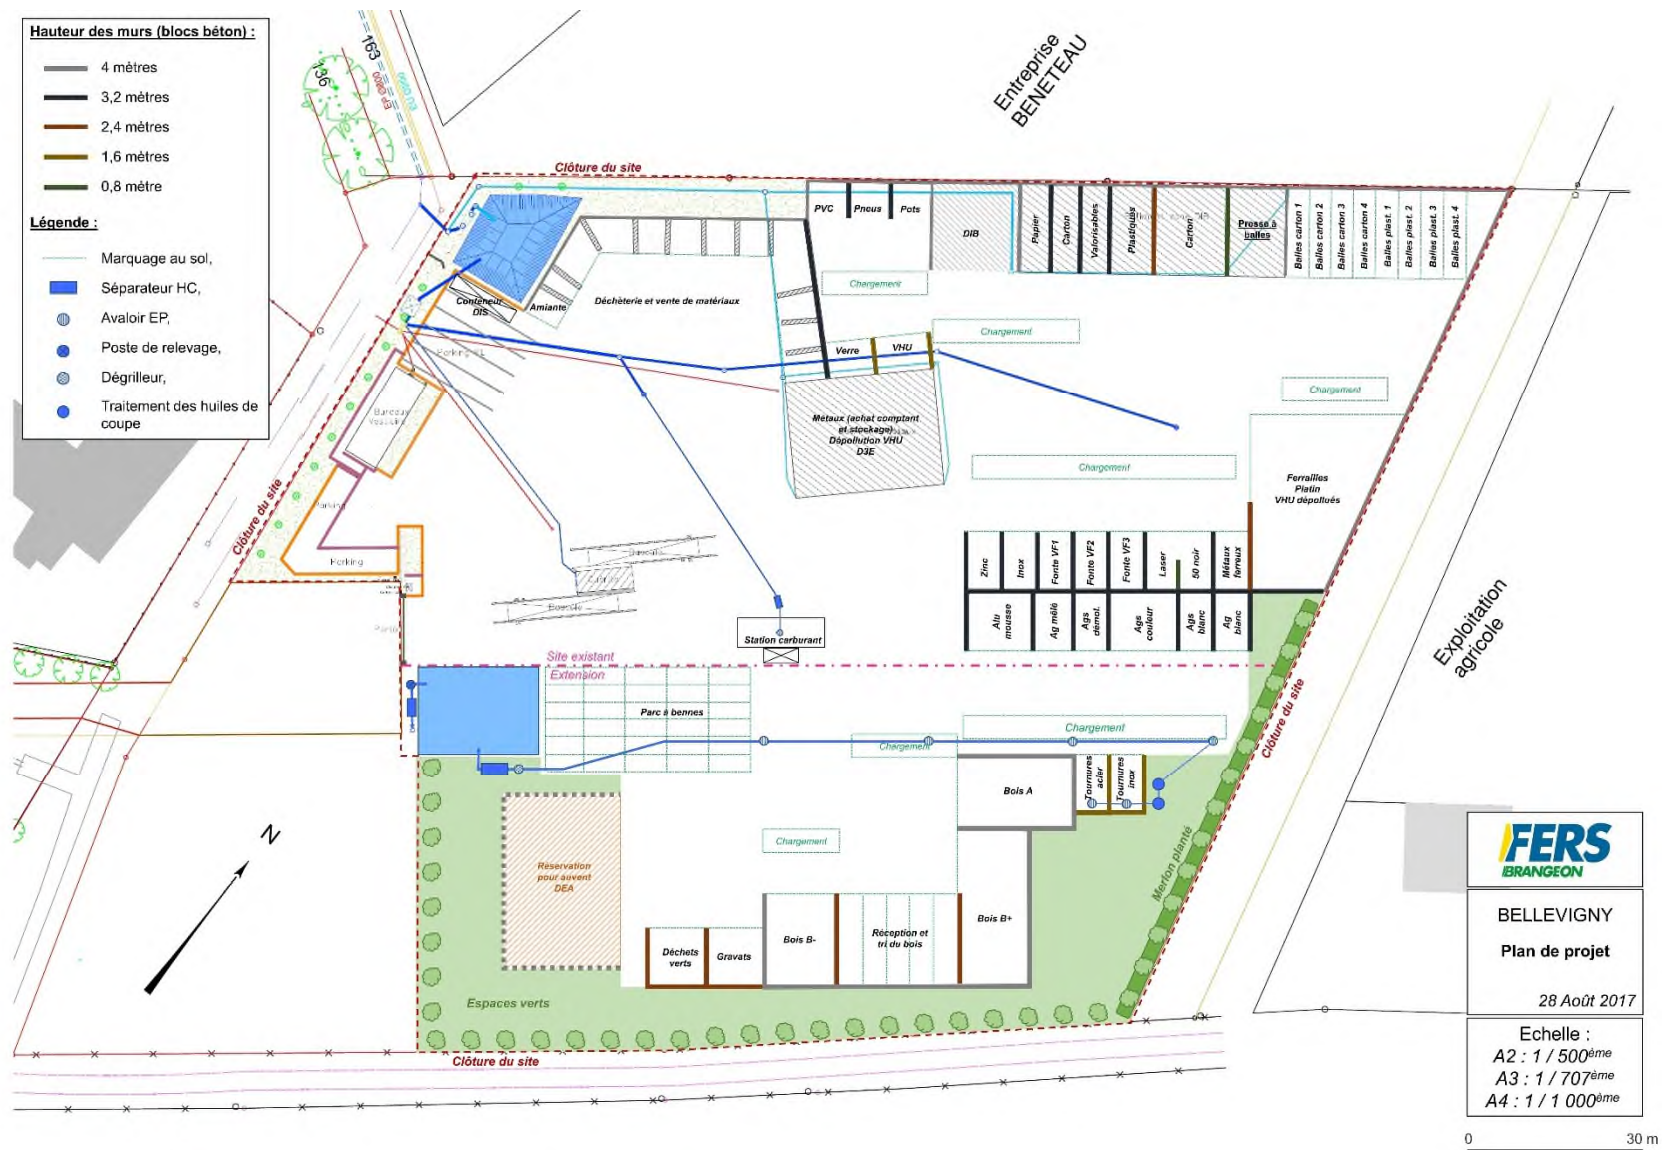 Hauteur des murs (blocs béton) :
4 mètres
3,2 mètres
2,4 mètres
1,6 mètres
0,8 mètre
Légende :
Marquage au sol,
Séparateur HC,
Avaloir EP,
Poste de relevage,
Dégrilleur,
Traitement des huiles de
coupe
163
136
Entreprise
BENETEAU
Clôture du site
PVC
Pneus
Pots
DIB
Papier
Carton
Valorisables
Plastiques
Carton
Presse à
balles
Balles carton 1
Balles carton 2
Balles carton 3
Balles carton 4
Balles plast. 1
Balles plast. 2
Balles plast. 3
Balles plast. 4
Conteneur
DIS
Amiante
Déchèterie et vente de matériaux
Chargement
Chargement
Verre
VHU
Chargement
Métaux (achat comptant
et stockage)
Dépollution VHU
D3E
Chargement
Ferrailles
Platin
VHU dépollués
Clôture du site
Parking
Parking
Zinc
Inox
Fonte VF1
Fonte VF2
Fonte VF3
Laser
50 noir
Métaux
ferreux
Alu
mousse
Ag mêlé
Ags
démol.
Ags
couleur
Ags
blanc
Ag
blanc
Station carburant
Exploitation
agricole
Site existant
Extension
Parc à bennes
Chargement
Chargement
Clôture du site
Bois A
Tournures
acier
Tournures
inox
Chargement
Merlon planté
Réservation
pour auvent
DEA
N
Bois B+
Bois B-
Réception et
tri du bois
Déchets
verts
Gravats
Espaces verts
Clôture du site
FERS
BRANGEON
BELLEVIGNY
Plan de projet
28 Août 2017
Echelle :
A2 : 1 / 500ème
A3 : 1 / 707ème
A4 : 1 / 1 000ème
0 30 m